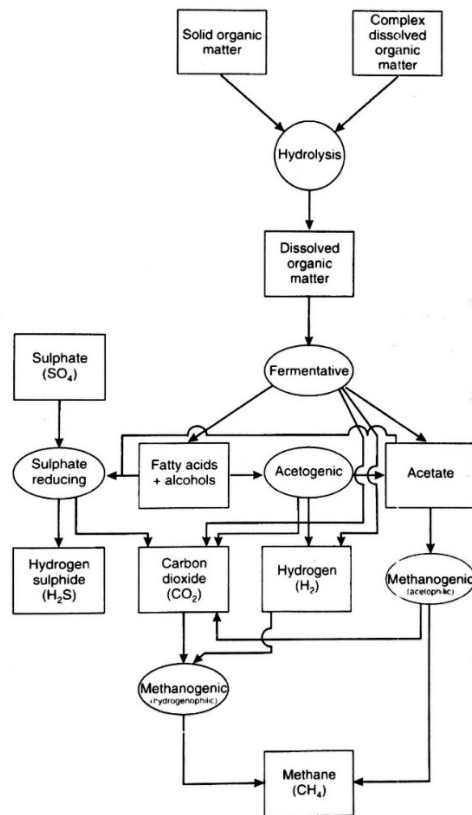 Solid organic
matter
Complex
dissolved
organic
matter
Hydrolysis
Dissolved
organic
matter
Sulphate
(SO₄)
Fermentative
Sulphate
reducing
Fatty acids
+ alcohols
Acetogenic
Acetate
Hydrogen
sulphide
(H₂S)
Carbon
dioxide
(CO₂)
Hydrogen
(H₂)
Methanogenic
(acetophilic)
Methanogenic
(hydrogenophilic)
Methane
(CH₄)